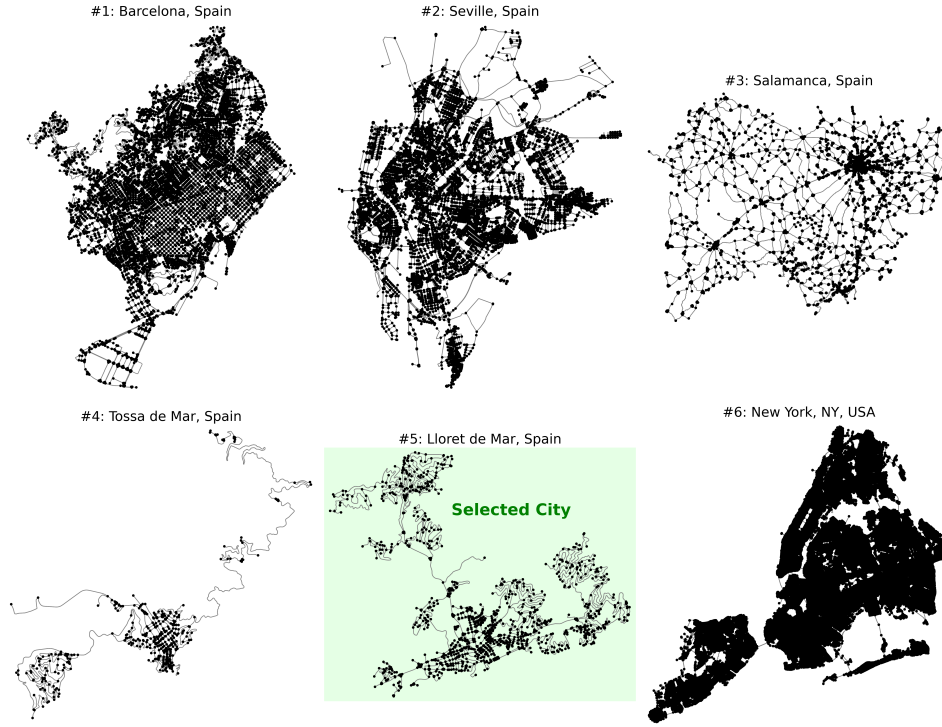 #1: Barcelona, Spain
#2: Seville, Spain
#3: Salamanca, Spain
#4: Tossa de Mar, Spain
#5: Lloret de Mar, Spain
Selected City
#6: New York, NY, USA